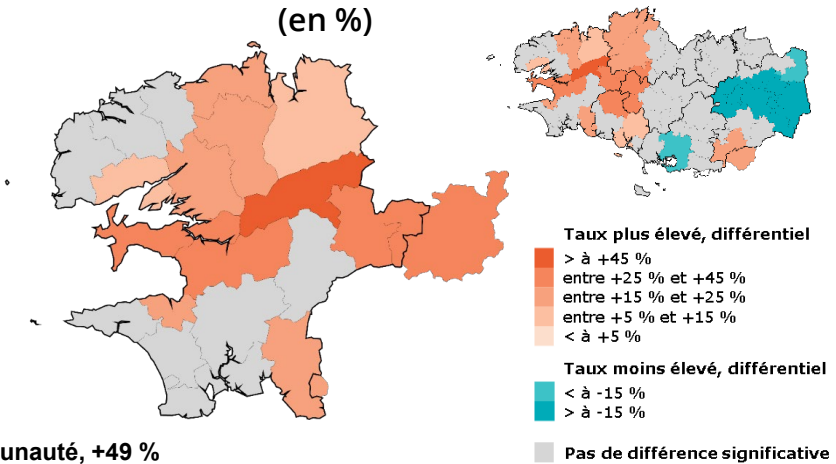 (en %)
Taux plus élevé, différentiel
> à +45 %
entre +25 % et +45 %
entre +15 % et +25 %
entre +5 % et +15 %
< à +5 %
Taux moins élevé, différentiel
< à -15 %
> à -15 %
Pas de différence significative
unauté, +49 %